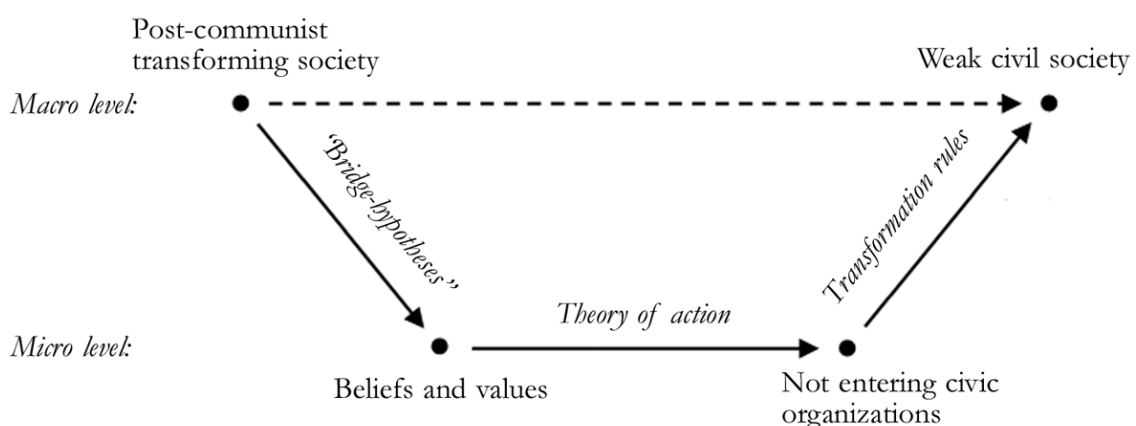 Post-communist
transforming society
Weak civil society
Macro level:
“Bridge-hypotheses”
Transformation rules
Theory of action
Micro level:
Beliefs and values
Not entering civic
organizations